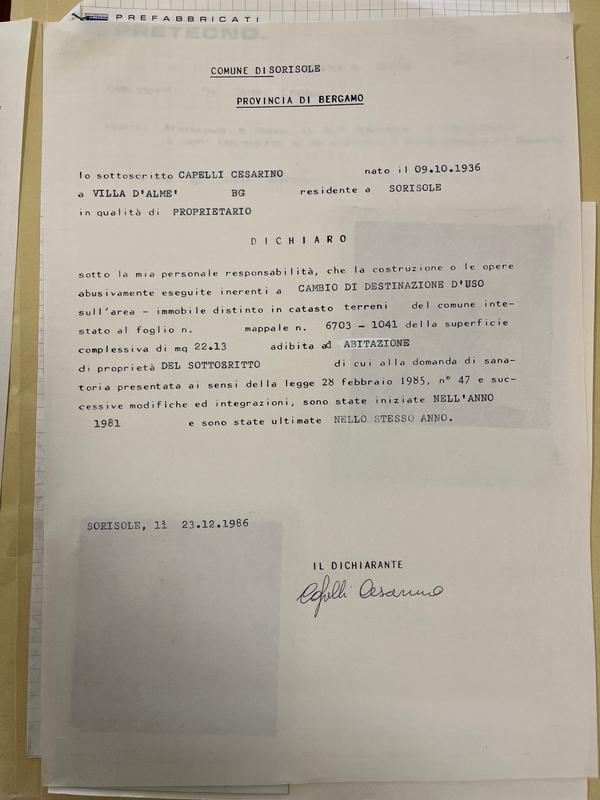 PREFABBRICATI
PRETECNO.
COMUNE DI SORISOLE
PROVINCIA DI BERGAMO
Io sottoscritto CAPELLI CESARINO nato il 09.10.1936
a VILLA D'ALME' BG residente a SORISOLE
in qualità di PROPRIETARIO
DICHIARO
sotto la mia personale responsabilità, che la costruzione o le opere
abusivamente eseguite inerenti a CAMBIO DI DESTINAZIONE D'USO
sull'area - immobile distinto in catasto terreni del comune inte-
stato al foglio n. mappale n. 6703 - 1041 della superficie
complessiva di mq 22.13 adibita ad ABITAZIONE
di proprietà DEL SOTTOSRITTO di cui alla domanda di sana-
toria presentata ai sensi della legge 28 febbraio 1985, n° 47 e suc-
cessive modifiche ed integrazioni, sono state iniziate NELL'ANNO
1981 e sono state ultimate NELLO STESSO ANNO.
SORISOLE, lì 23.12.1986
IL DICHIARANTE
Capelli Cesarino